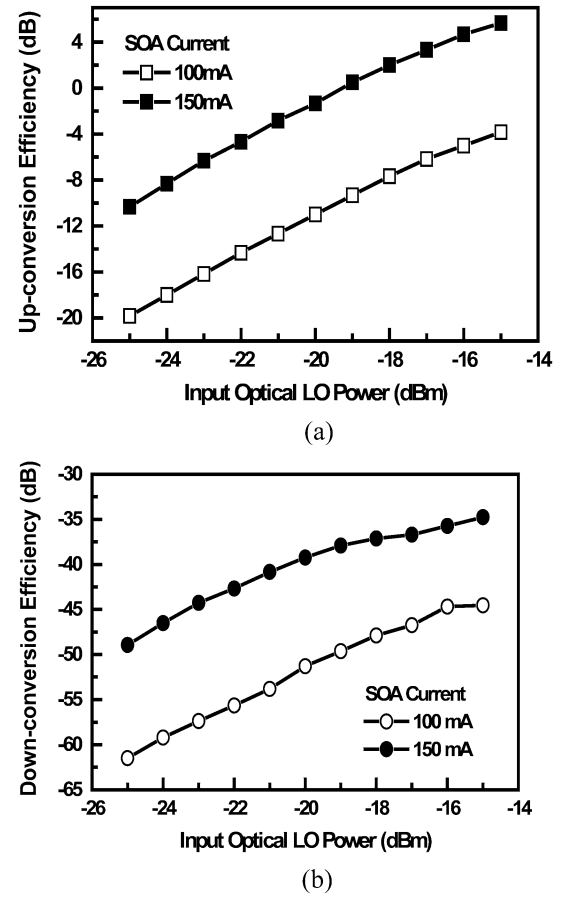 Up-conversion Efficiency (dB)
4
0
-4
-8
-12
-16
-20
SOA Current
100mA
150mA
-26 -24 -22 -20 -18 -16 -14
Input Optical LO Power (dBm)
(a)
Down-conversion Efficiency (dB)
-30
-35
-40
-45
-50
-55
-60
-65
SOA Current
100 mA
150 mA
-26 -24 -22 -20 -18 -16 -14
Input Optical LO Power (dBm)
(b)